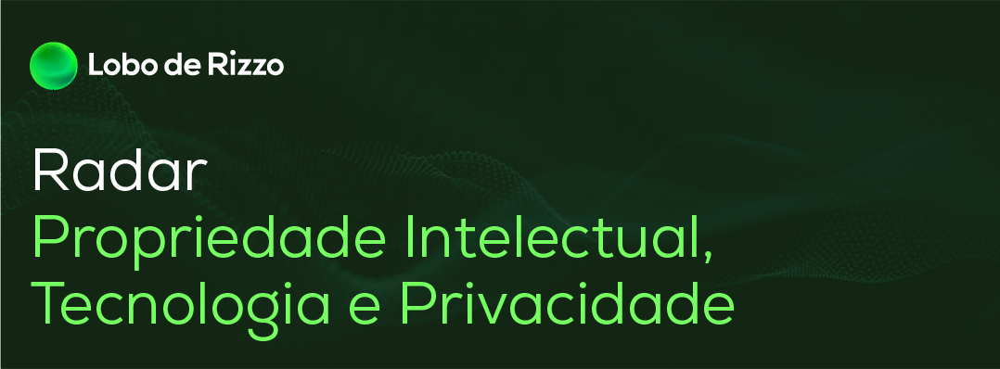 Lobo de Rizzo
Radar
Propriedade Intelectual,
Tecnologia e Privacidade